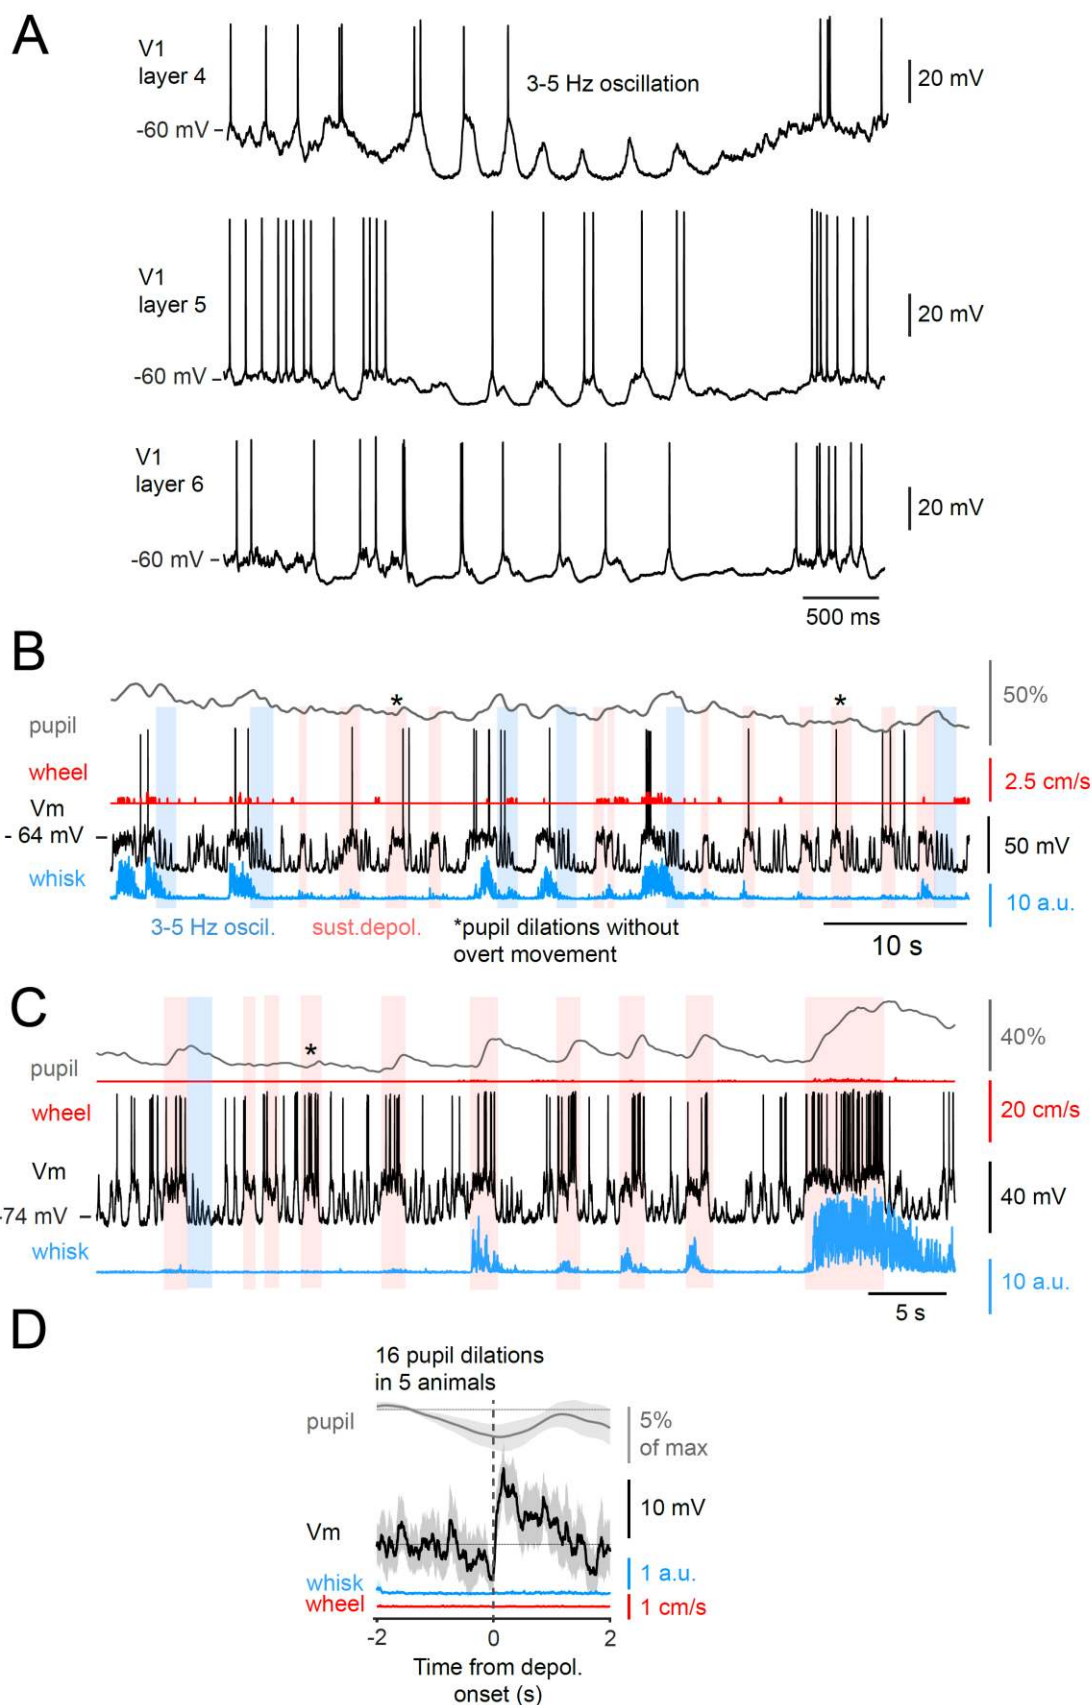 A
V1
layer 4
3-5 Hz oscillation
20 mV
-60 mV
V1
layer 5
20 mV
-60 mV
V1
layer 6
20 mV
-60 mV
500 ms
B
*
*
50%
pupil
wheel
2.5 cm/s
Vm
- 64 mV
50 mV
whisk
10 a.u.
3-5 Hz oscil.
sust.depol.
*pupil dilations without
overt movement
10 s
C
*
40%
pupil
wheel
20 cm/s
Vm
40 mV
-74 mV
whisk
10 a.u.
5 s
D
16 pupil dilations
in 5 animals
pupil
5%
of max
10 mV
Vm
1 a.u.
whisk
wheel
1 cm/s
-2
0
2
Time from depol.
onset (s)